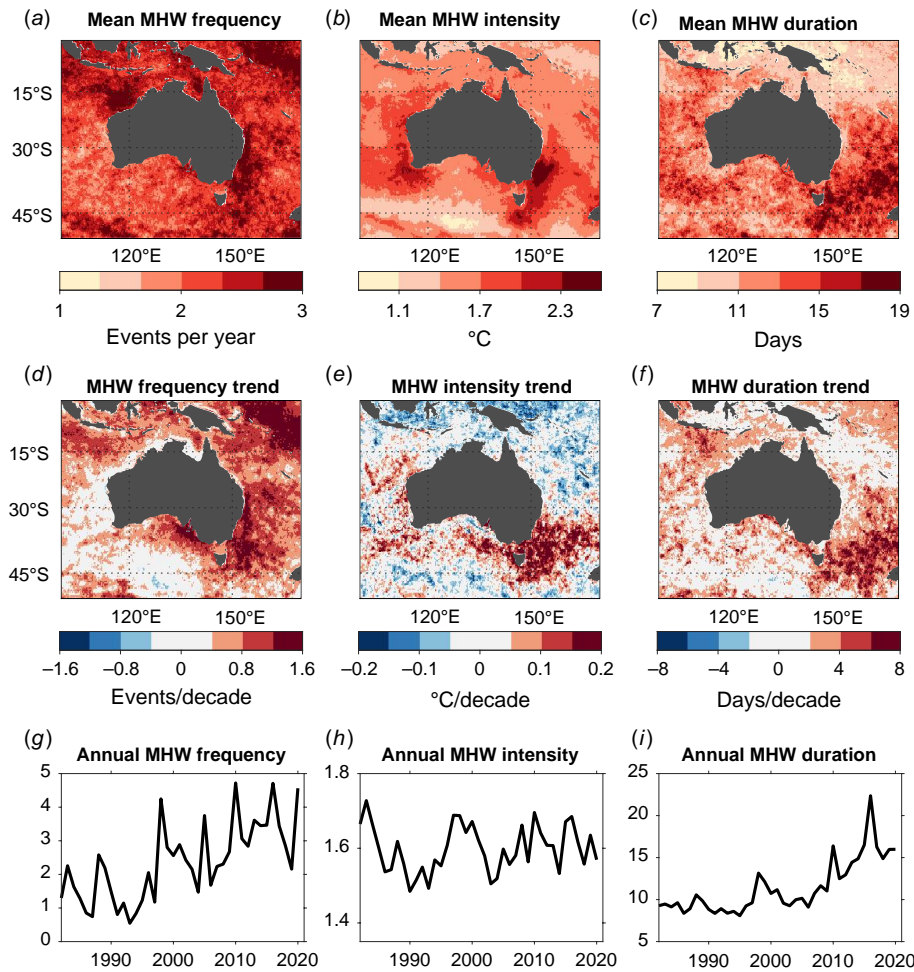 (a) Mean MHW frequency (b) Mean MHW intensity (c) Mean MHW duration
15°S
30°S
45°S
120°E 150°E 120°E 150°E 120°E 150°E
1 2 3 1.1 1.7 2.3 7 11 15 19
Events per year °C Days
(d) MHW frequency trend (e) MHW intensity trend (f) MHW duration trend
15°S
30°S
45°S
120°E 150°E 120°E 150°E 120°E 150°E
–1.6 –0.8 0 0.8 1.6 –0.2 –0.1 0 0.1 0.2 –8 –4 0 4 8
Events/decade °C/decade Days/decade
(g) Annual MHW frequency (h) Annual MHW intensity (i) Annual MHW duration
5 1.8 25
4 20
3 1.6
2 15
1 1.4 10
0 5
1990 2000 2010 2020 1990 2000 2010 2020 1990 2000 2010 2020